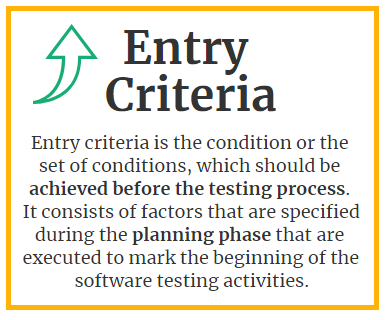 Entry
Criteria
Entry criteria is the condition or the
set of conditions, which should be
achieved before the testing process.
It consists of factors that are specified
during the planning phase that are
executed to mark the beginning of the
software testing activities.